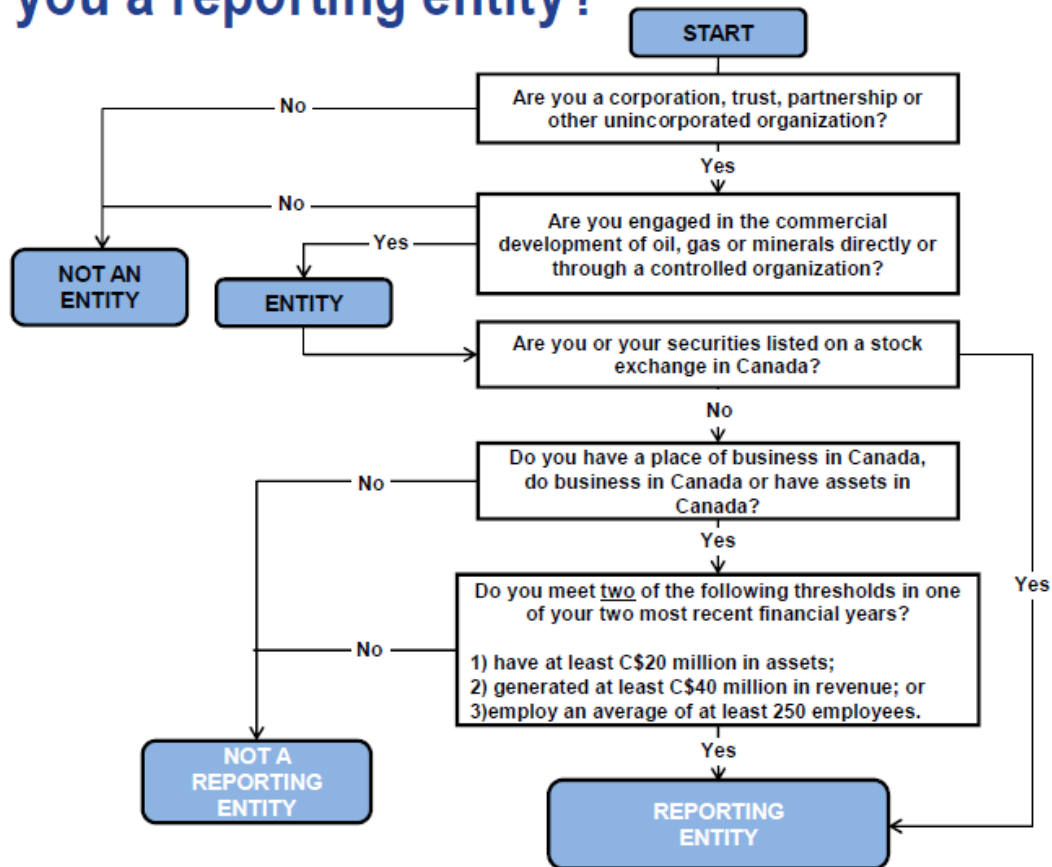 you a reporting entity?
START
Are you a corporation, trust, partnership or
other unincorporated organization?
No
Yes
No
Are you engaged in the commercial
development of oil, gas or minerals directly or
through a controlled organization?
Yes
NOT AN
ENTITY
ENTITY
Are you or your securities listed on a stock
exchange in Canada?
No
Do you have a place of business in Canada,
do business in Canada or have assets in
Canada?
No
Yes
Yes
Do you meet two of the following thresholds in one
of your two most recent financial years?
No
1) have at least C$20 million in assets;
2) generated at least C$40 million in revenue; or
3)employ an average of at least 250 employees.
Yes
NOT A
REPORTING
ENTITY
REPORTING
ENTITY